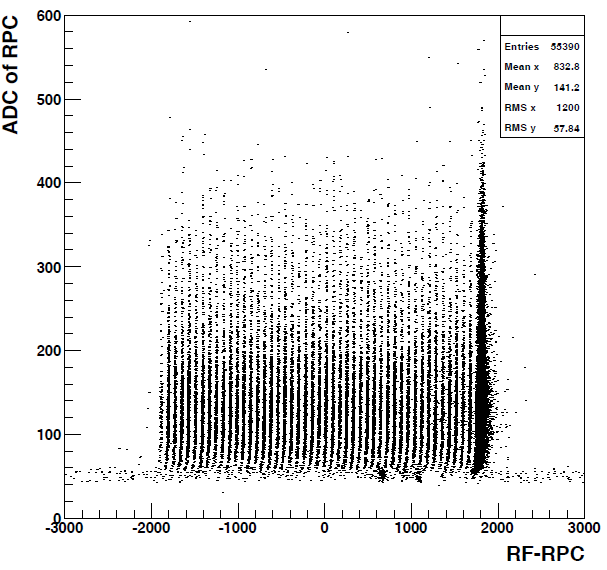 600
500
400
300
200
100
0
ADC of RPC
Entries 55390
Mean x 832.8
Mean y 141.2
RMS x 1200
RMS y 57.84
-3000 -2000 -1000 0 1000 2000 3000
RF-RPC